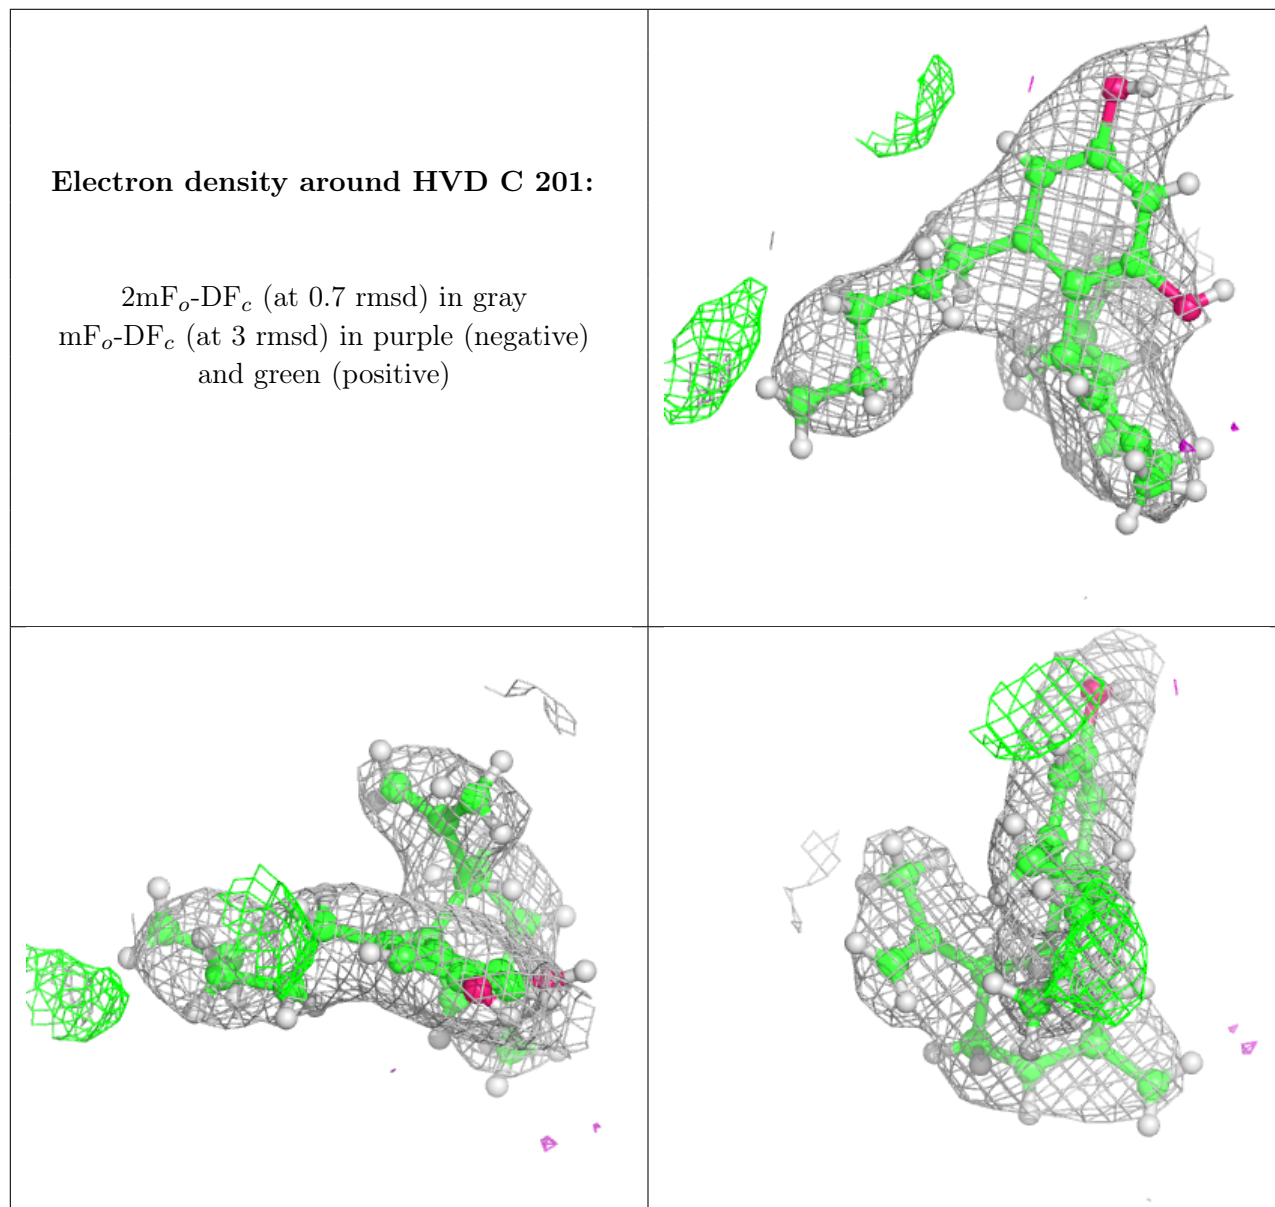 Electron density around HVD C 201:
2mFₒ-DF𝒸 (at 0.7 rmsd) in gray
mFₒ-DF𝒸 (at 3 rmsd) in purple (negative)
and green (positive)